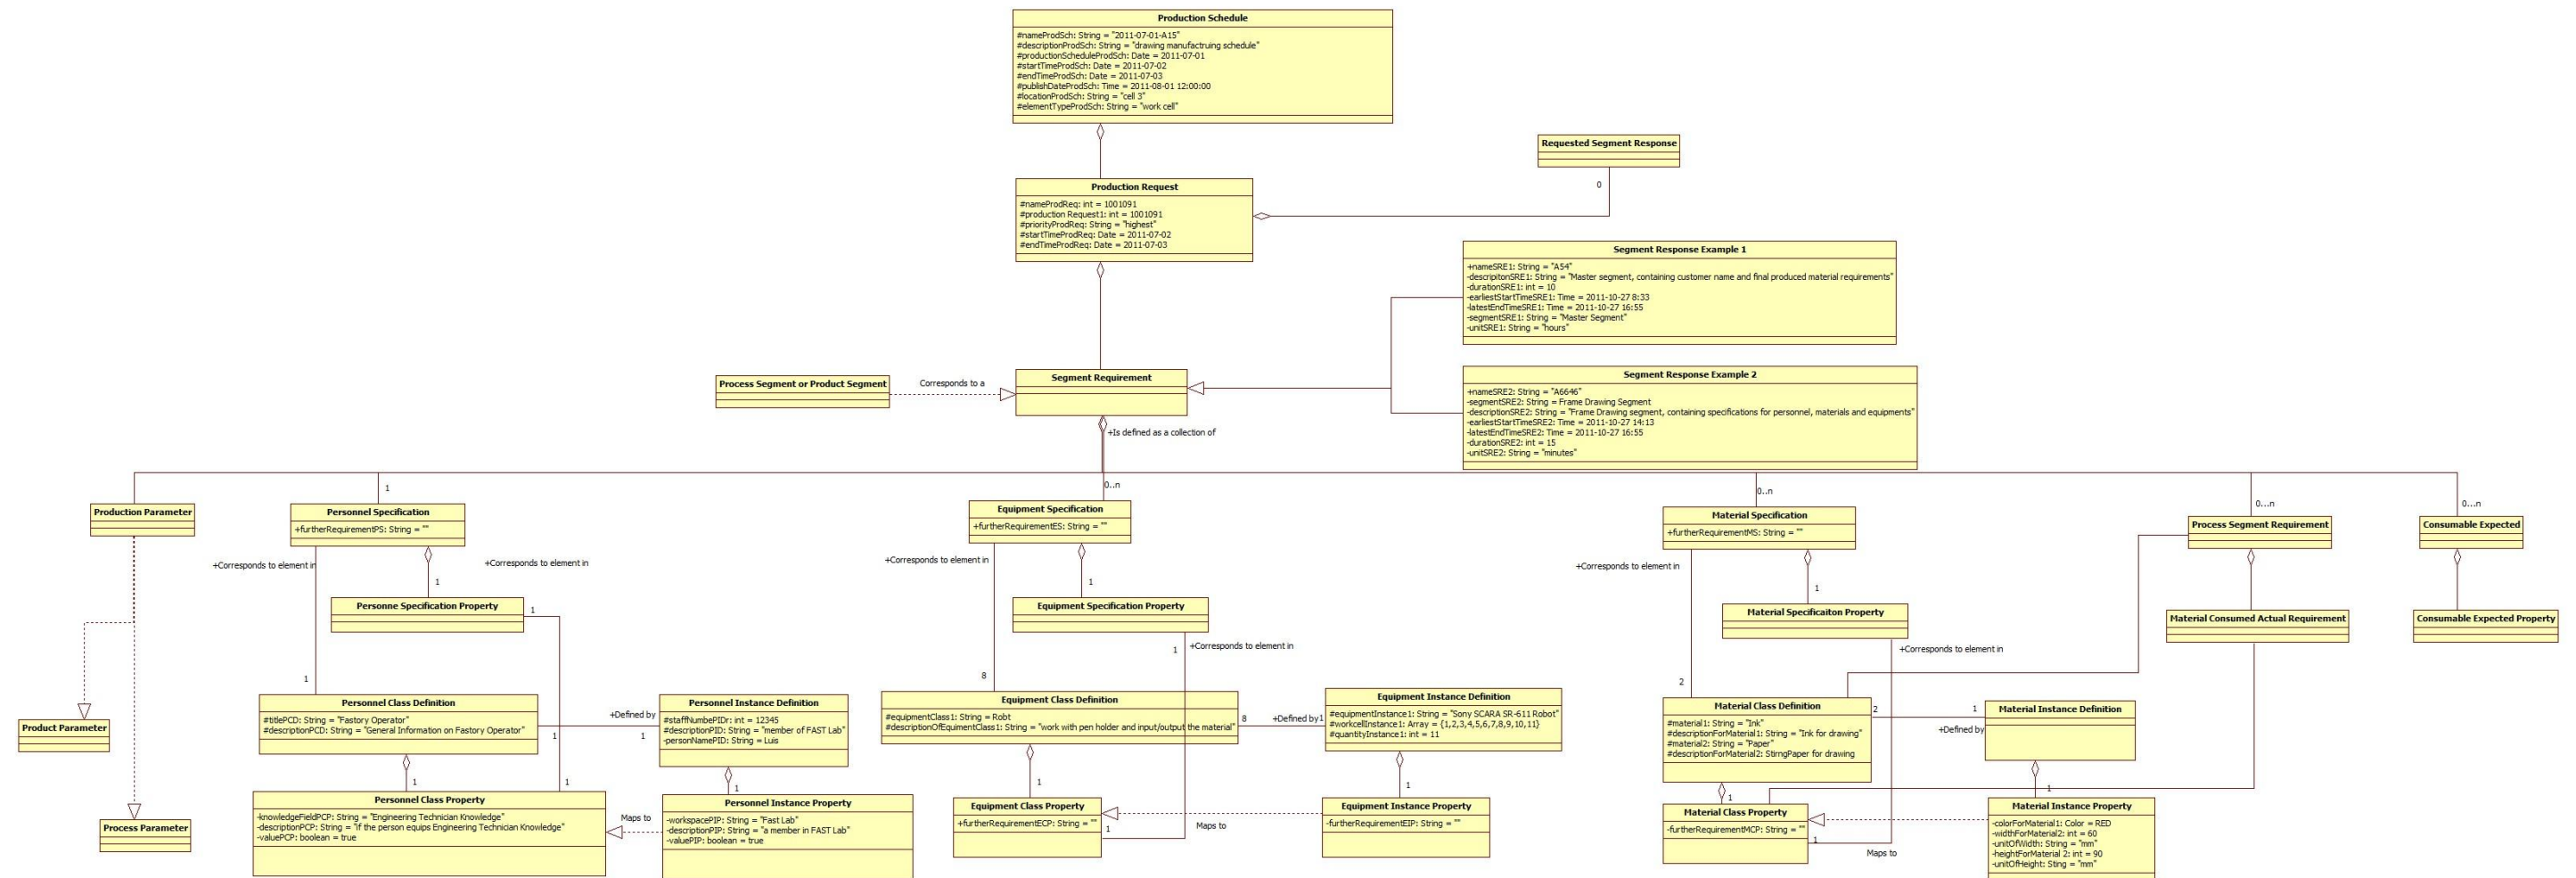 Production Schedule
#nameProdSch: String = "2011-07-01-A15"
#descriptionProdSch: String = "drawing manufactruing schedule"
#productionScheduleProdSch: Date = 2011-07-01
#startTimeProdSch: Date = 2011-07-02
#endTimeProdSch: Date = 2011-07-03
#publishDateProdSch: Time = 2011-08-01 12:00:00
#locationProdSch: String = "cell 3"
#elementTypeProdSch: String = "work cell"
Requested Segment Response
0
Production Request
#nameProdReq: int = 1001091
#production Request1: int = 1001091
#priorityProdReq: String = "highest"
#startTimeProdReq: Date = 2011-07-02
#endTimeProdReq: Date = 2011-07-03
Segment Response Example 1
+nameSRE1: String = "A54"
-descripitonSRE1: String = "Master segment, containing customer name and final produced material requirements"
-durationSRE1: int = 10
-earliestStartTimeSRE1: Time = 2011-10-27 8:33
-latestEndTimeSRE1: Time = 2011-10-27 16:55
-segmentSRE1: String = "Master Segment"
-unitSRE1: String = "hours"
Process Segment or Product Segment
Corresponds to a
Segment Requirement
Segment Response Example 2
+nameSRE2: String = "A6646"
-segmentSRE2: String = Frame Drawing Segment
-descriptionSRE2: String = "Frame Drawing segment, containing specifications for personnel, materials and equipments"
-earliestStartTimeSRE2: Time = 2011-10-27 14:13
-latestEndTimeSRE2: Time = 2011-10-27 16:55
-durationSRE2: int = 15
-unitSRE2: String = "minutes"
+Is defined as a collection of
1
0..n
0..n
0...n
0...n
Production Parameter
Personnel Specification
+furtherRequirementPS: String = ""
Equipment Specification
+furtherRequirementES: String = ""
Material Specification
+furtherRequirementMS: String = ""
Process Segment Requirement
Consumable Expected
+Corresponds to element in
+Corresponds to element in
+Corresponds to element in
+Corresponds to element in
1
1
1
Personne Specification Property
1
Equipment Specification Property
Material Specificaiton Property
Material Consumed Actual Requirement
Consumable Expected Property
1
+Corresponds to element in
+Corresponds to element in
1
8
2
Product Parameter
Personnel Class Definition
#titlePCD: String = "Fastory Operator"
#descriptionPCD: String = "General Information on Fastory Operator"
+Defined by
1
1
Personnel Instance Definition
#staffNumbePIDr: int = 12345
#descriptionPID: String = "member of FAST Lab"
-personNamePID: String = Luis
Equipment Class Definition
#equipmentClass1: String = Robt
#descriptionOfEquimentClass1: String = "work with pen holder and input/output the material"
8
+Defined by
1
Equipment Instance Definition
#equipmentInstance1: String = "Sony SCARA SR-611 Robot"
#workcellInstance1: Array = {1,2,3,4,5,6,7,8,9,10,11}
#quantityInstance1: int = 11
Material Class Definition
#material1: String = "Ink"
#descriptionForMaterial1: String = "Ink for drawing"
#material2: String = "Paper"
#descriptionForMaterial2: StirngPaper for drawing
2
1
+Defined by
Material Instance Definition
1
1
1
1
1
1
1
Process Parameter
Personnel Class Property
-knowledgeFieldPCP: String = "Engineering Technician Knowledge"
-descriptionPCP: String = "if the person equips Engineering Technician Knowledge"
-valuePCP: boolean = true
Maps to
Personnel Instance Property
-workspacePIP: String = "Fast Lab"
-descriptionPIP: String = "a member in FAST Lab"
-valuePIP: boolean = true
Equipment Class Property
+furtherRequirementECP: String = ""
1
Maps to
Equipment Instance Property
-furtherRequirementEIP: String = ""
Material Class Property
-furtherRequirementMCP: String = ""
1
Maps to
Material Instance Property
-colorForMaterial1: Color = RED
-widthForMaterial2: int = 60
-unitOfWidth: String = "mm"
-heightForMaterial 2: int = 90
-unitOfHeight: Sting = "mm"